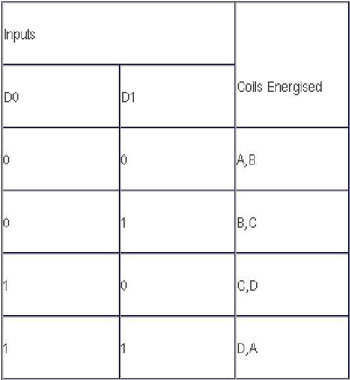 Inputs
Coils Energised
D0 D1
0 0 A,B
0 1 B,C
1 0 C,D
1 1 D,A